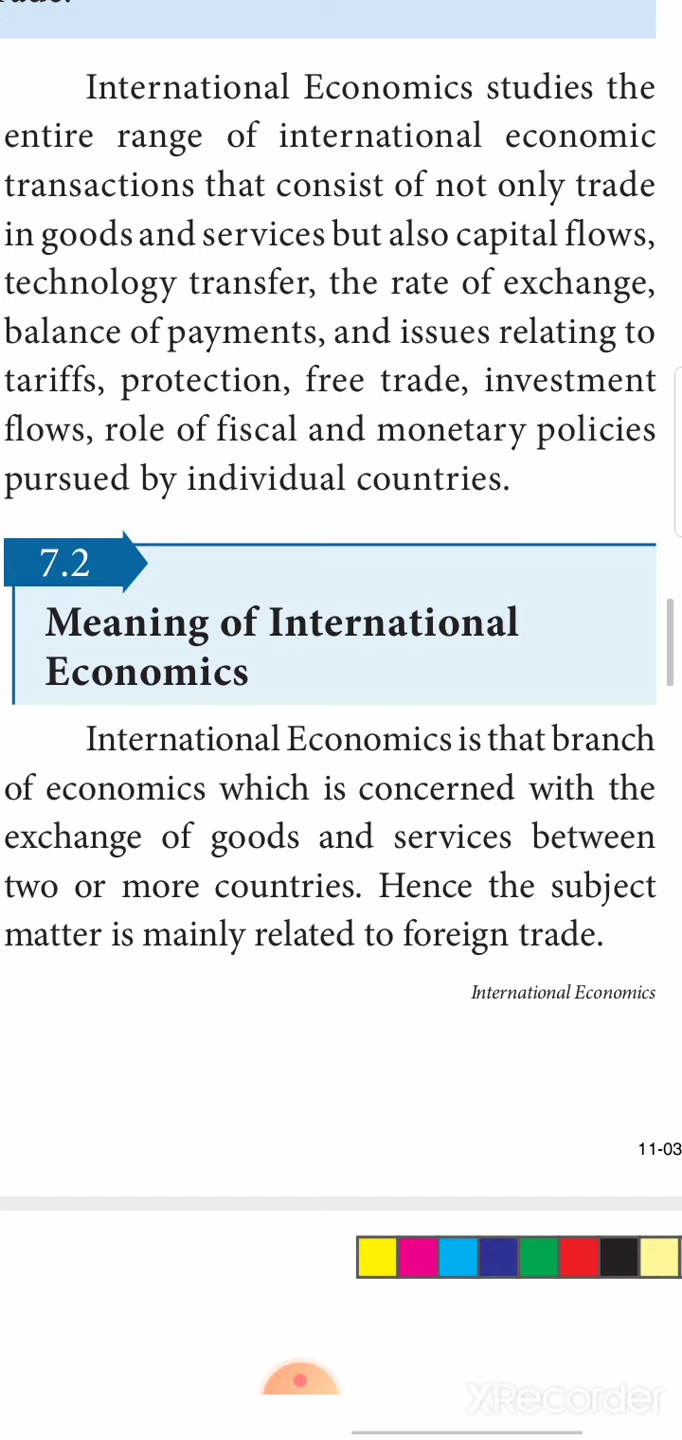 International Economics studies the
entire range of international economic
transactions that consist of not only trade
in goods and services but also capital flows,
technology transfer, the rate of exchange,
balance of payments, and issues relating to
tariffs, protection, free trade, investment
flows, role of fiscal and monetary policies
pursued by individual countries.
7.2
Meaning of International
Economics
International Economics is that branch
of economics which is concerned with the
exchange of goods and services between
two or more countries. Hence the subject
matter is mainly related to foreign trade.
International Economics
11-03
XRecorder